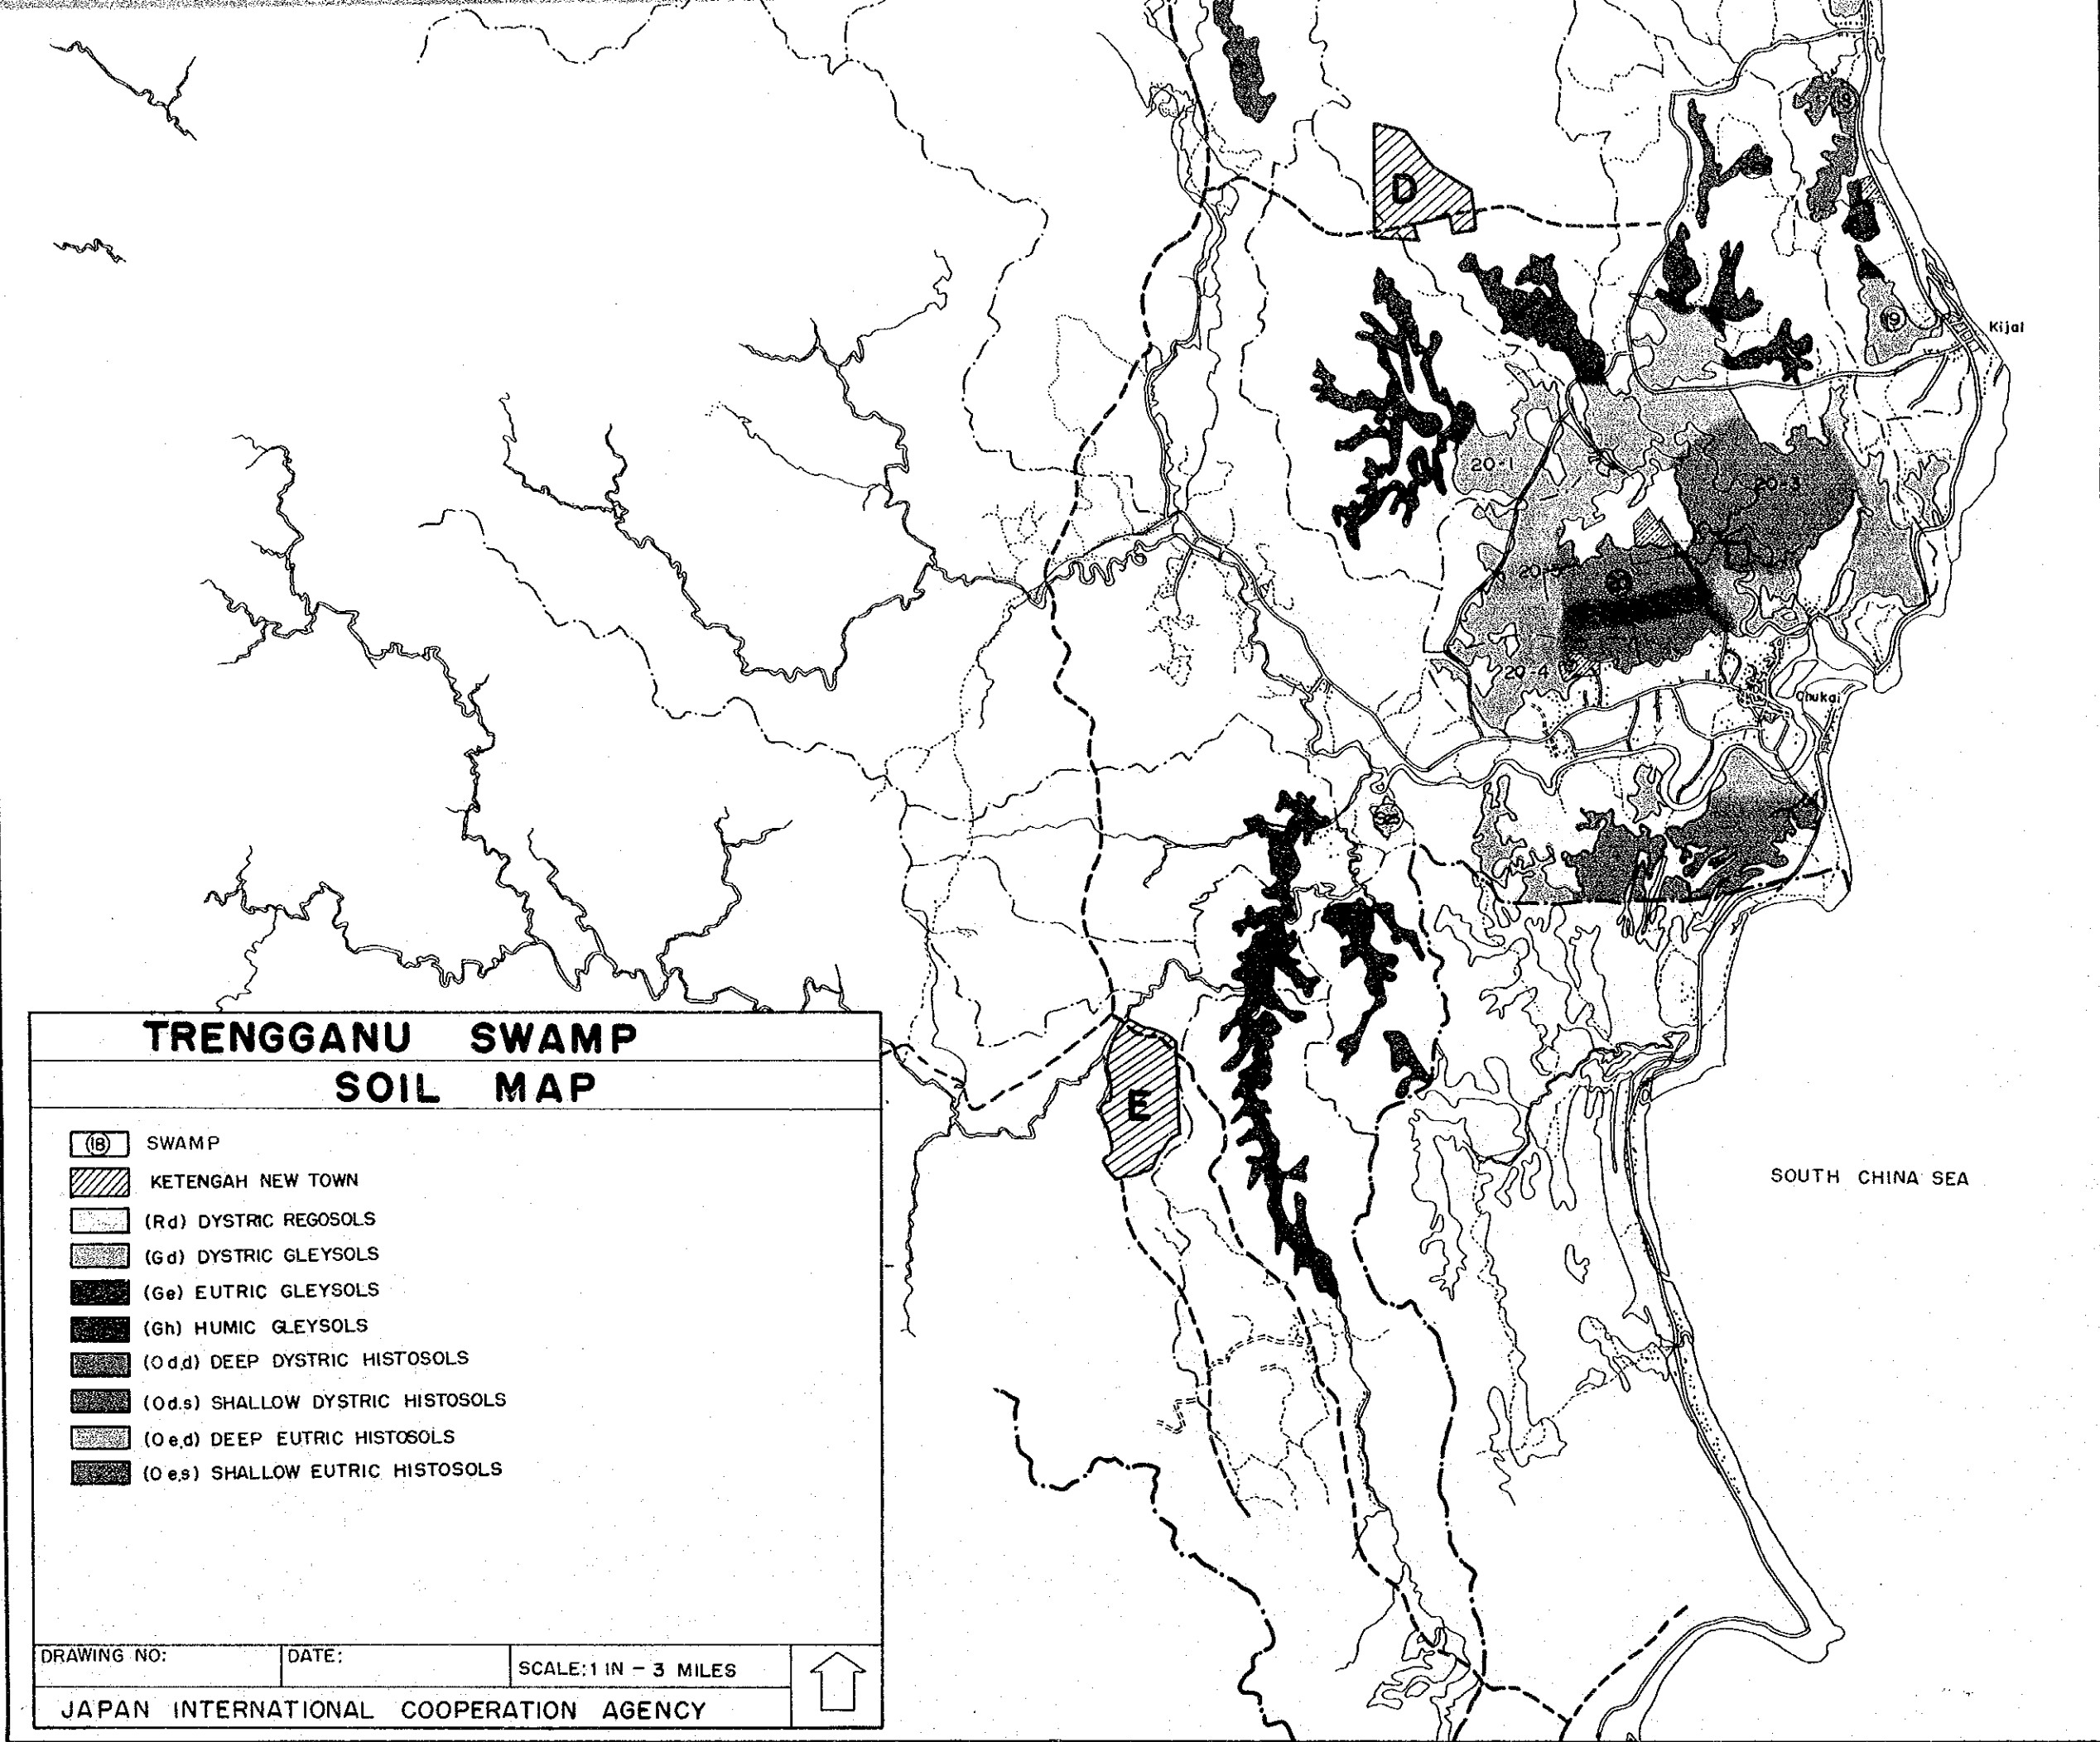 19
D
19
Kijal
20-1
20-3
20
20-4
Chukai
E
SOUTH CHINA SEA
TRENGGANU SWAMP
SOIL MAP
18 SWAMP
KETENGAH NEW TOWN
(Rd) DYSTRIC REGOSOLS
(Gd) DYSTRIC GLEYSOLS
(Ge) EUTRIC GLEYSOLS
(Gh) HUMIC GLEYSOLS
(Od,d) DEEP DYSTRIC HISTOSOLS
(Od.s) SHALLOW DYSTRIC HISTOSOLS
(Oe,d) DEEP EUTRIC HISTOSOLS
(Oe,s) SHALLOW EUTRIC HISTOSOLS
DRAWING NO:
DATE:
SCALE: 1 IN - 3 MILES
JAPAN INTERNATIONAL COOPERATION AGENCY